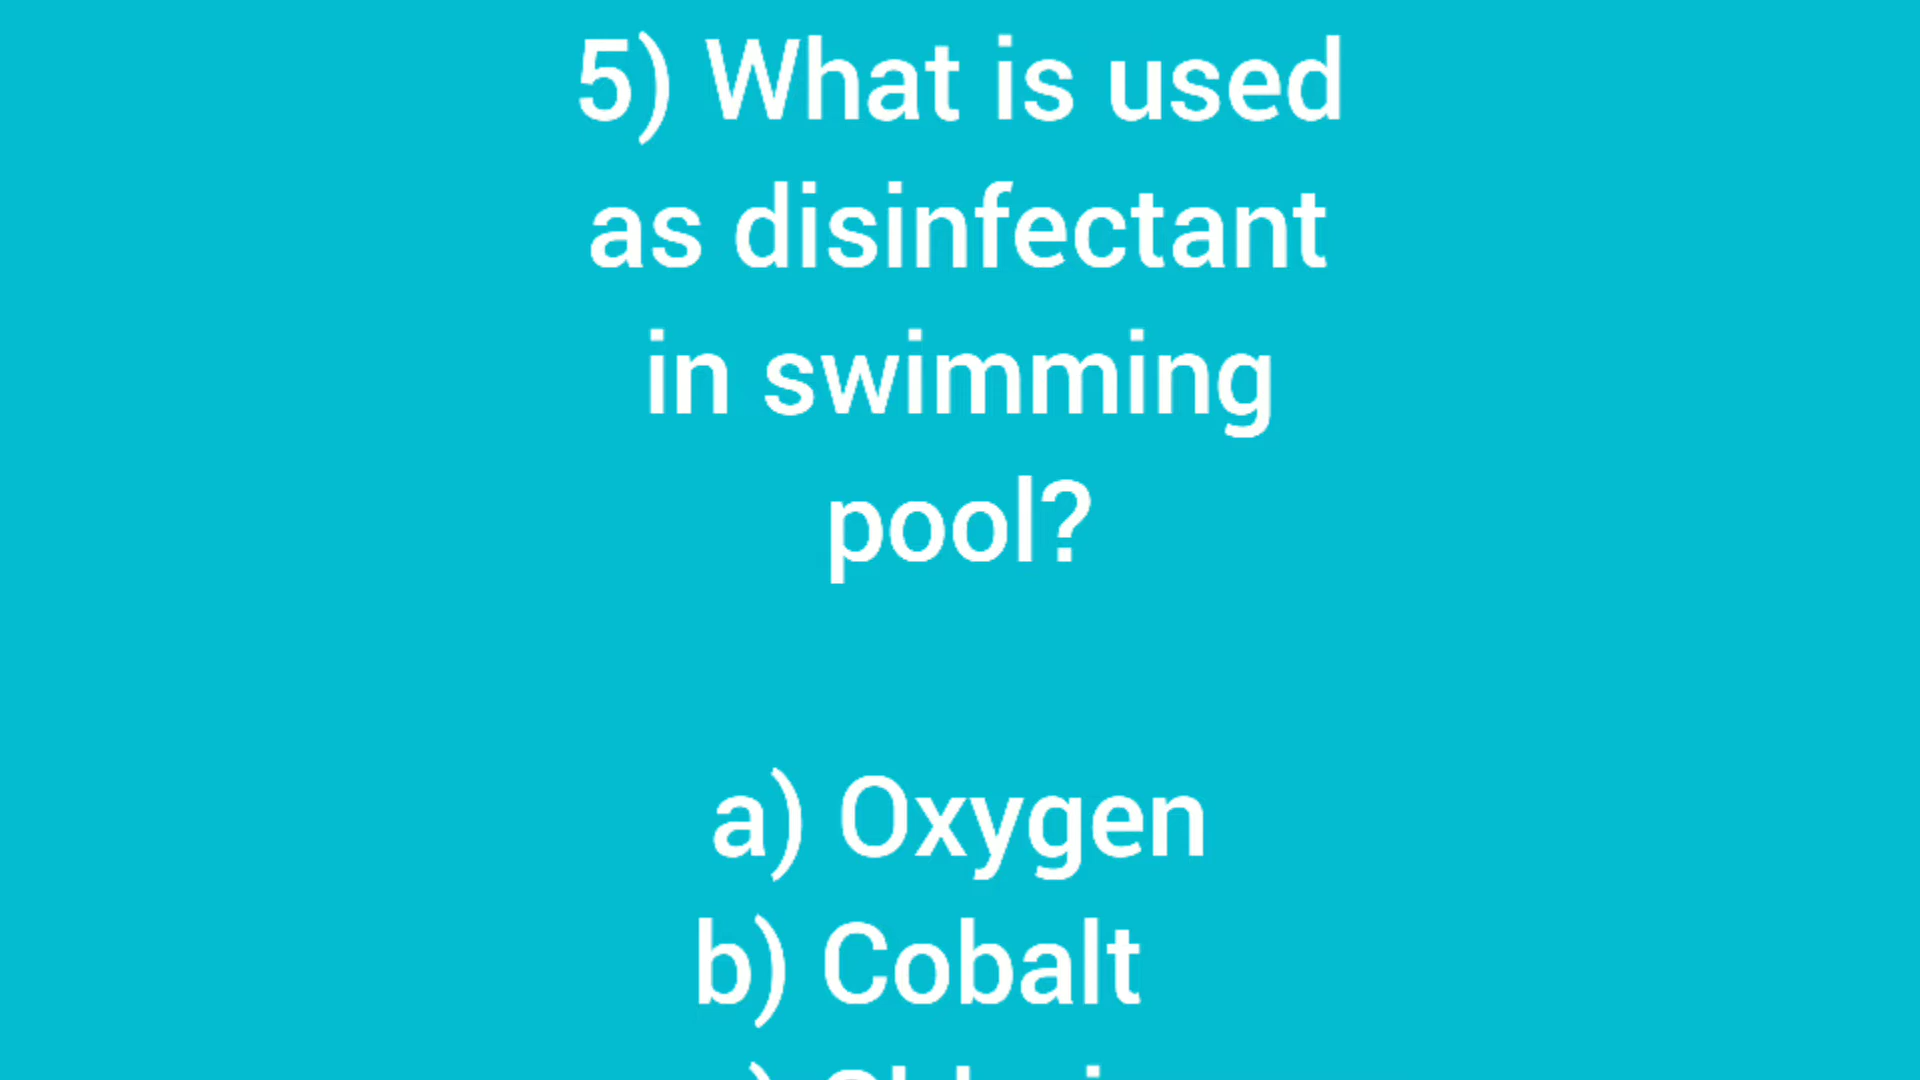 5) What is used
as disinfectant
in swimming
pool?
a) Oxygen
b) Cobalt